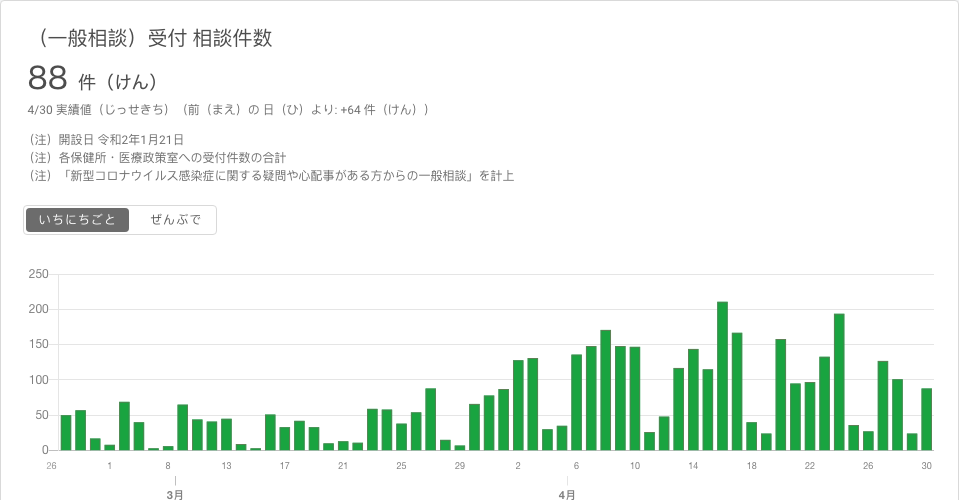 （一般相談）受付 相談件数
88 件（けん）
4/30 実績値（じっせきち）（前（まえ）の 日（ひ）より: +64 件（けん））
（注）開設日 令和2年1月21日
（注）各保健所・医療政策室への受付件数の合計
（注）「新型コロナウイルス感染症に関する疑問や心配事がある方からの一般相談」を計上
いちにちごと ぜんぶで
250
200
150
100
50
0
26 1 8 13 17 21 25 29 2 6 10 14 18 22 26 30
3月 4月